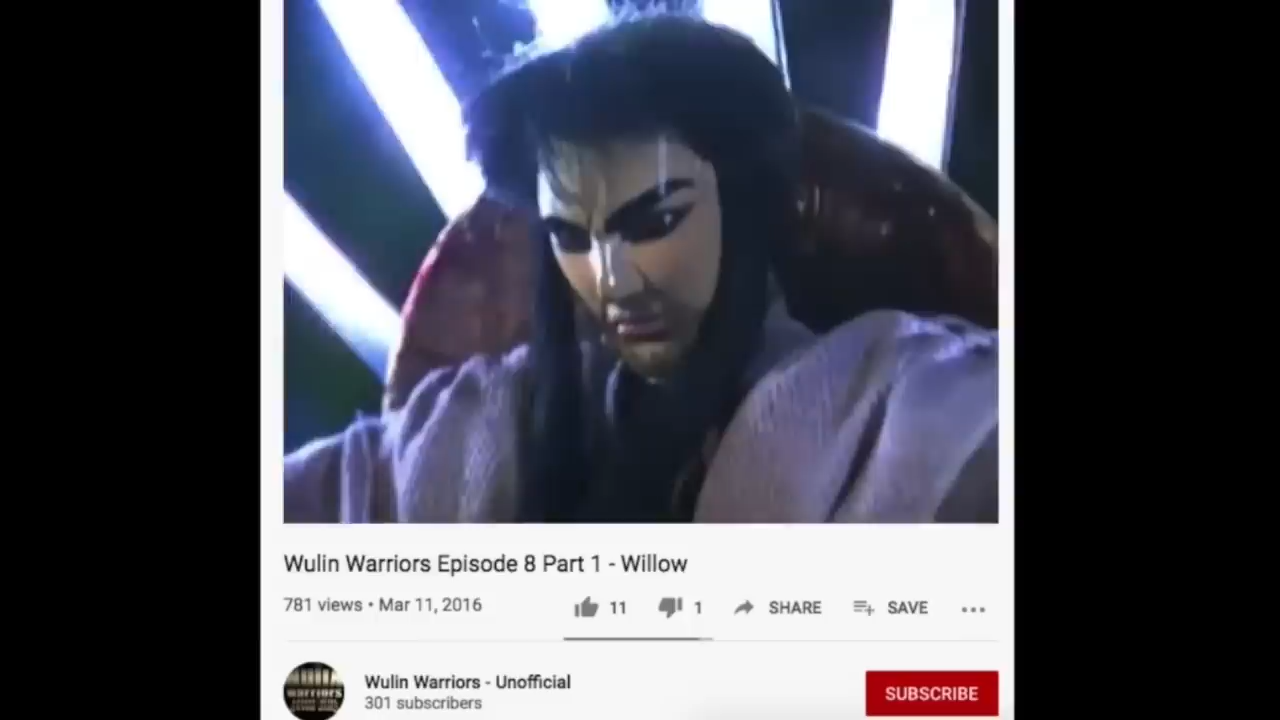 Wulin Warriors Episode 8 Part 1 - Willow
781 views • Mar 11, 2016
11
1
SHARE
SAVE
Wulin Warriors - Unofficial
301 subscribers
SUBSCRIBE
warriors